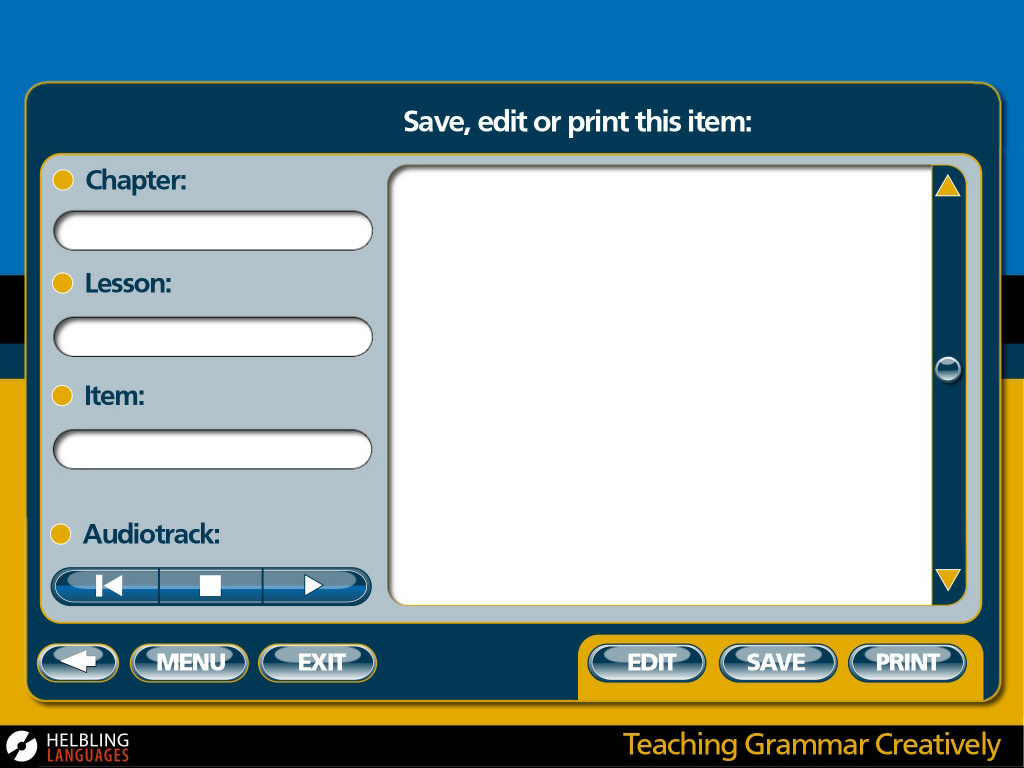 Save, edit or print this item:
Chapter:
Lesson:
Item:
Audiotrack:
MENU
EXIT
EDIT
SAVE
PRINT
HELBLING
LANGUAGES
Teaching Grammar Creatively